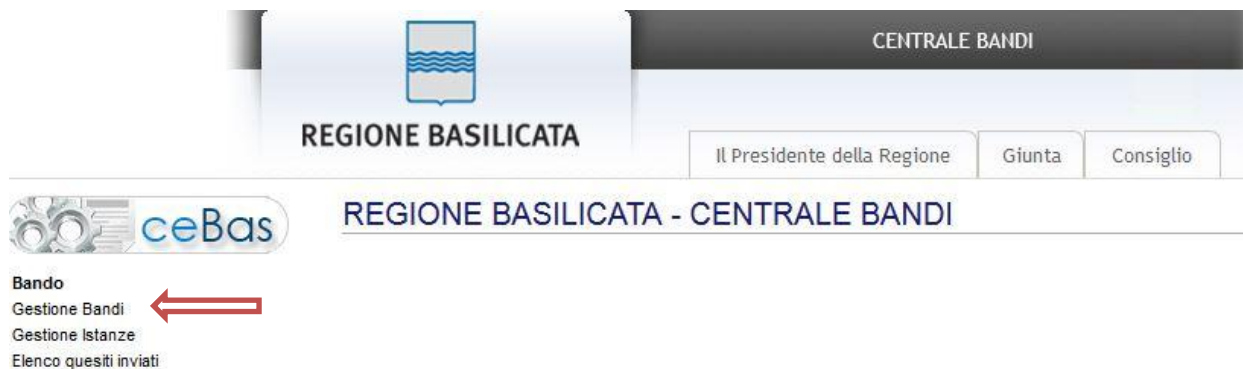 CENTRALE BANDI
REGIONE BASILICATA
Il Presidente della Regione
Giunta
Consiglio
ceBas
REGIONE BASILICATA - CENTRALE BANDI
Bando
Gestione Bandi
Gestione Istanze
Elenco quesiti inviati